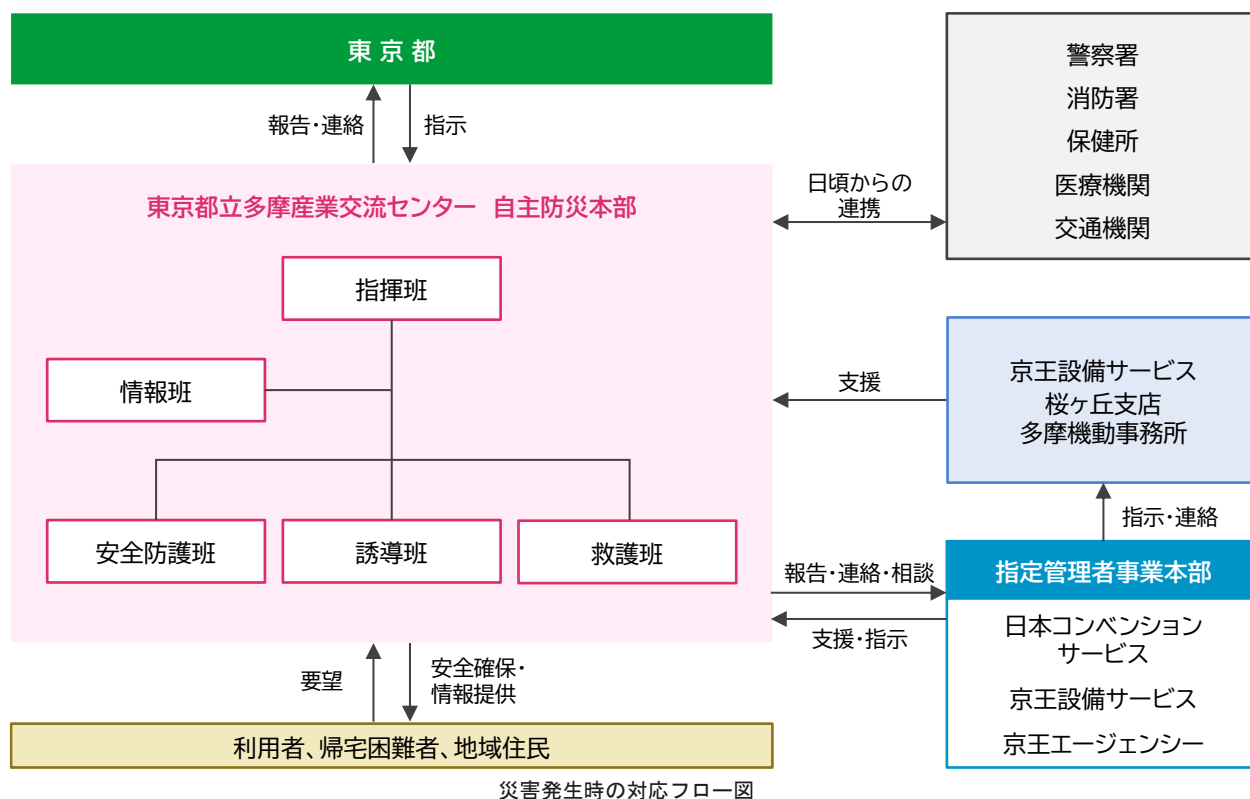 東京都
報告・連絡
指示
東京都立多摩産業交流センター 自主防災本部
指揮班
情報班
安全防護班
誘導班
救護班
日頃からの
連携
警察署
消防署
保健所
医療機関
交通機関
支援
京王設備サービス
桜ヶ丘支店
多摩機動事務所
指示・連絡
報告・連絡・相談
支援・指示
指定管理者事業本部
日本コンベンション
サービス
京王設備サービス
京王エージェンシー
要望
安全確保・
情報提供
利用者、帰宅困難者、地域住民
災害発生時の対応フロー図